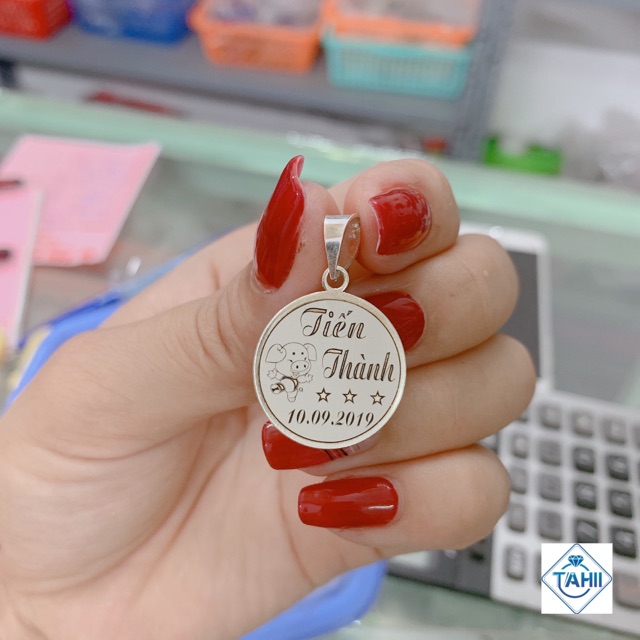 Tiến
Thành
☆ ☆ ☆
10.09.2019
TAHII